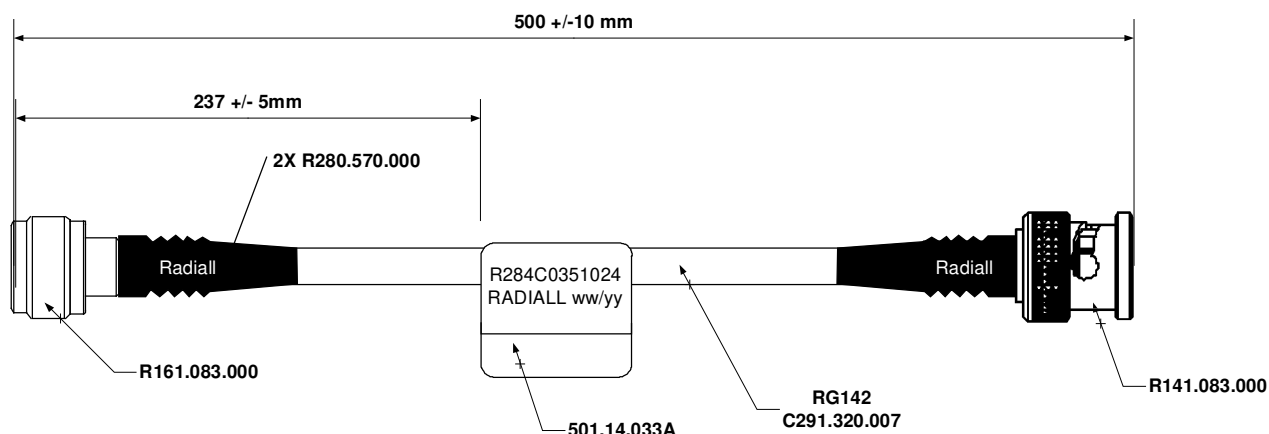 500 +/-10 mm
237 +/- 5mm
2X R280.570.000
Radiall
R284C0351024
RADIALL ww/yy
Radiall
R161.083.000
R141.083.000
RG142
C291.320.007
501.14.033A